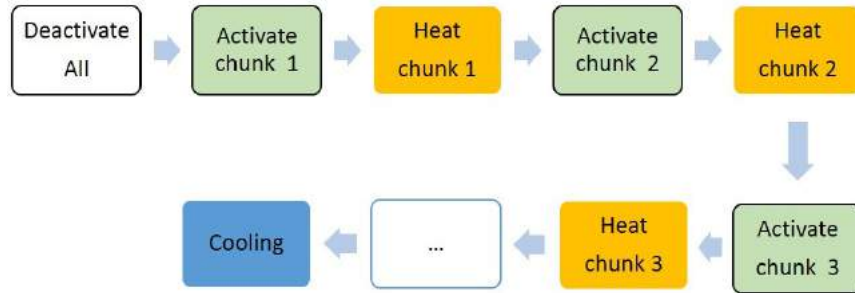 Deactivate
All
Activate
chunk 1
Heat
chunk 1
Activate
chunk 2
Heat
chunk 2
Activate
chunk 3
Heat
chunk 3
...
Cooling